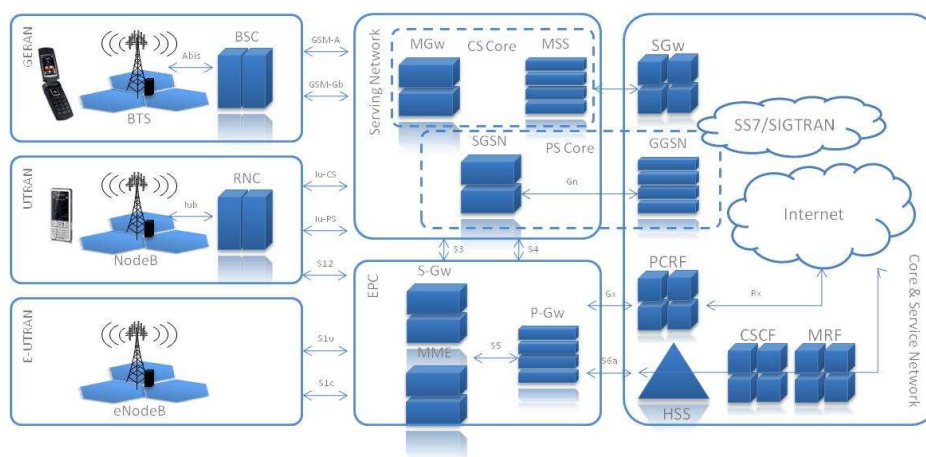 GERAN
BTS
Abis
BSC
GSM-A
GSM-Gb
UTRAN
NodeB
Iub
RNC
Iu-CS
Iu-PS
S12
E-UTRAN
eNodeB
S1u
S1c
Serving Network
MGw
CS Core
MSS
SGSN
PS Core
Gn
S3
S4
EPC
S-Gw
MME
S5
P-Gw
SGw
GGSN
SS7/SIGTRAN
Internet
PCRF
Gx
Rx
S6a
HSS
CSCF
MRF
Core & Service Network